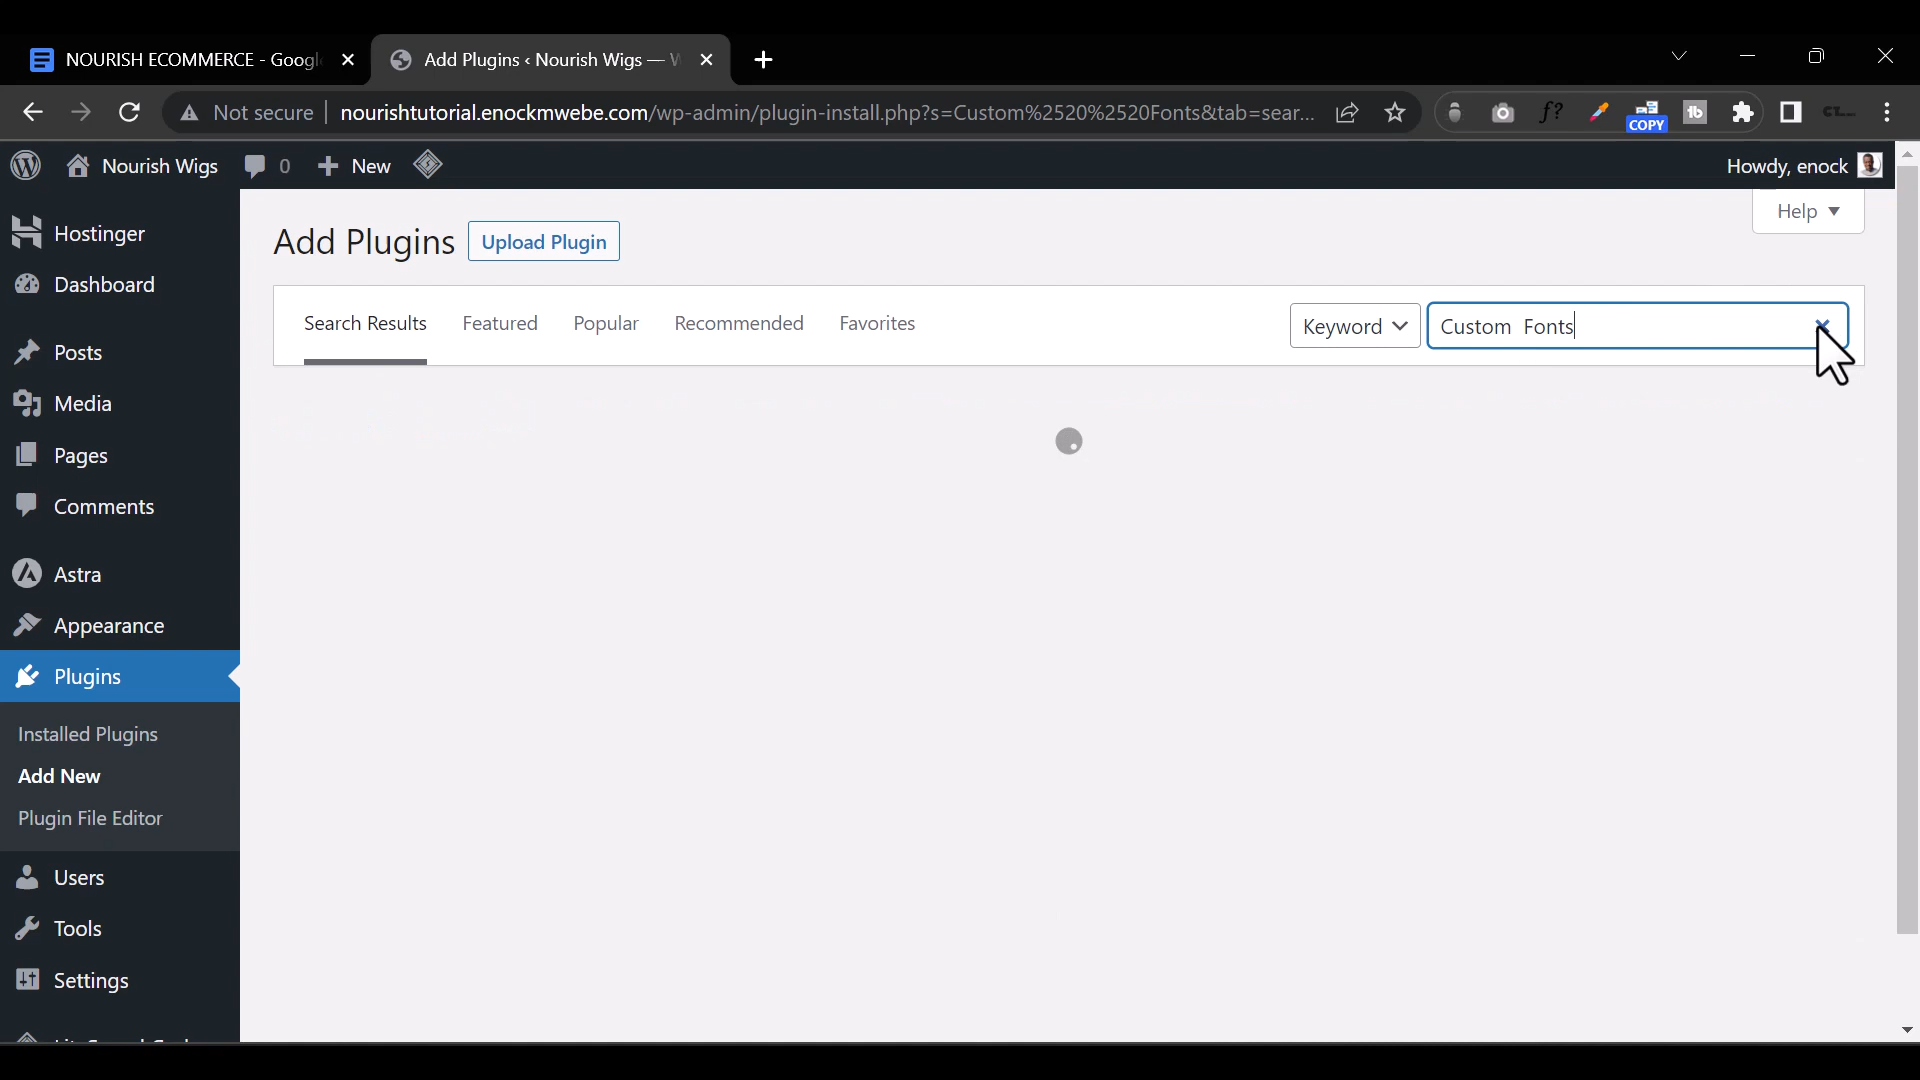 NOURISH ECOMMERCE - Googl
Add Plugins ‹ Nourish Wigs — W
Not secure
nourishtutorial.enockmwebe.com/wp-admin/plugin-install.php?s=Custom%2520%2520Fonts&tab=sear...
f?
COPY
tb
Nourish Wigs
0
New
Howdy, enock
Help
Hostinger
Dashboard
Posts
Media
Pages
Comments
Astra
Appearance
Plugins
Installed Plugins
Add New
Plugin File Editor
Users
Tools
Settings
Add Plugins
Upload Plugin
Search Results
Featured
Popular
Recommended
Favorites
Keyword
Custom  Fonts